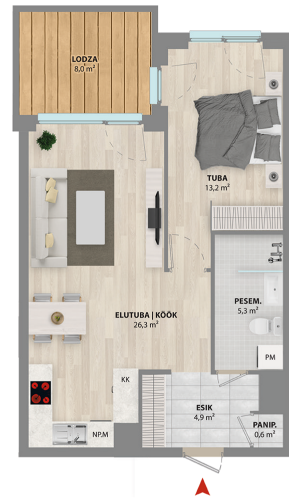 LODZA
8,0 m²
TUBA
13,2 m²
PESEM.
5,3 m²
ELUTUBA | KÖÖK
26,3 m²
PM
KK
ESIK
4,9 m²
PANIP.
0,6 m²
NP.M